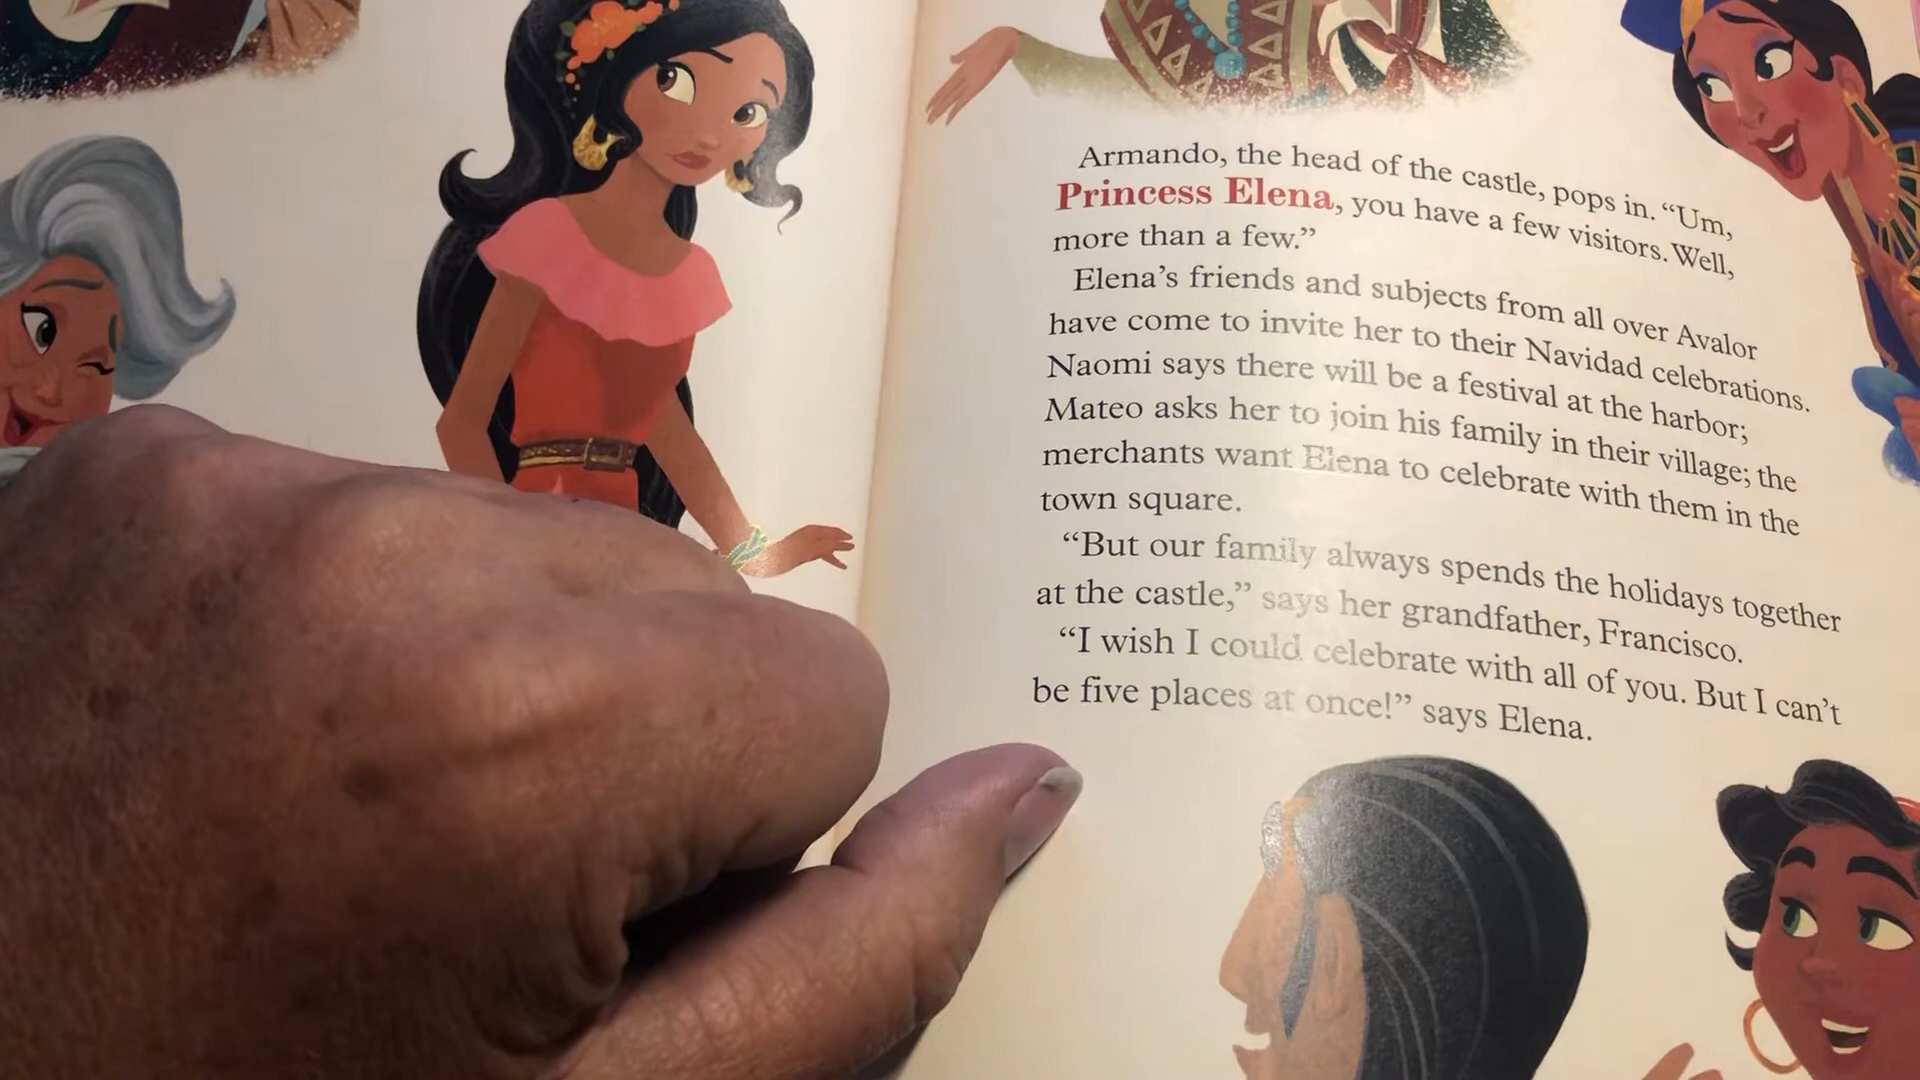 Armando, the head of the castle, pops in. “Um,
Princess Elena, you have a few visitors. Well,
more than a few.”
Elena’s friends and subjects from all over Avalor
have come to invite her to their Navidad celebrations.
Naomi says there will be a festival at the harbor;
Mateo asks her to join his family in their village; the
merchants want Elena to celebrate with them in the
town square.
“But our family always spends the holidays together
at the castle,” says her grandfather, Francisco.
“I wish I could celebrate with all of you. But I can’t
be five places at once!” says Elena.